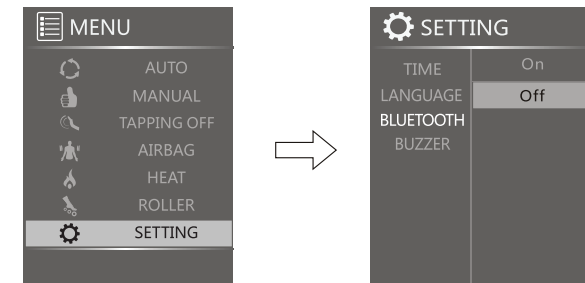 MENU
AUTO
MANUAL
TAPPING OFF
AIRBAG
HEAT
ROLLER
SETTING
SETTING
TIME
LANGUAGE
BLUETOOTH
BUZZER
On
Off